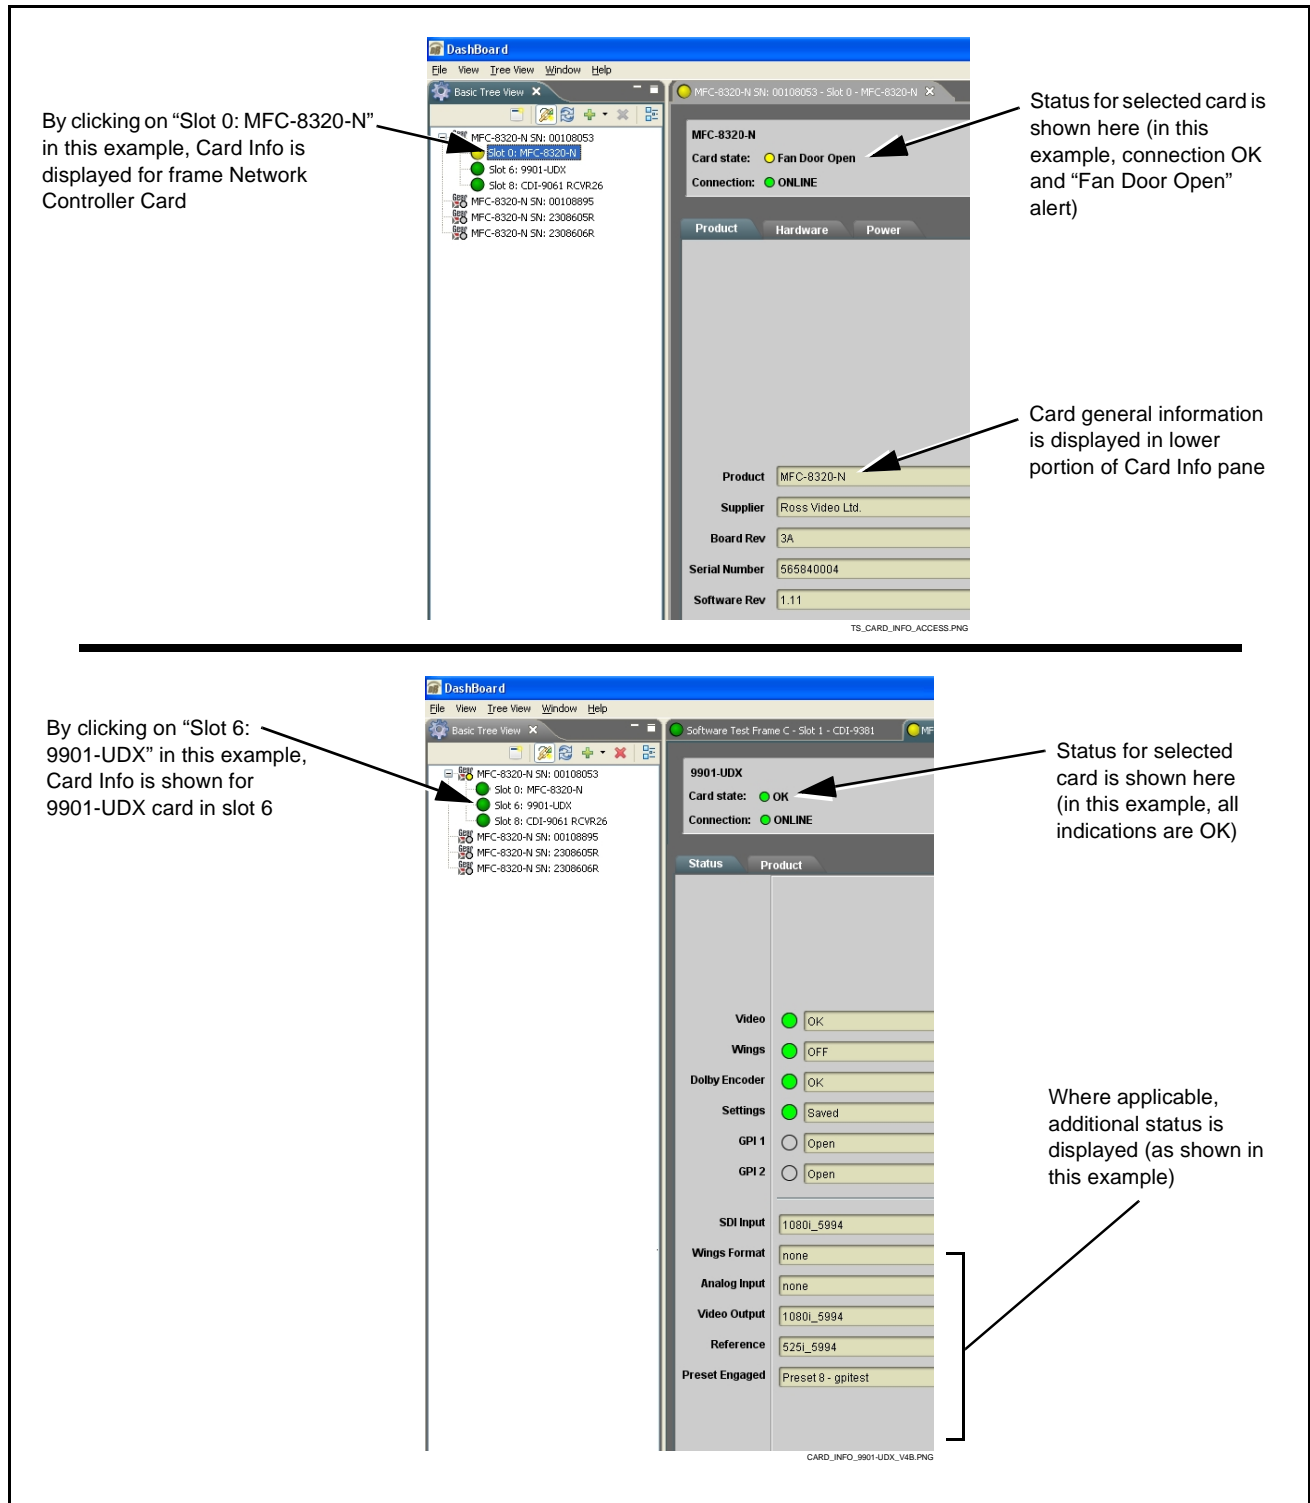 DashBoard
File View Tree View Window Help
Basic Tree View
MFC-8320-N SN: 00108053 - Slot 0 - MFC-8320-N
By clicking on “Slot 0: MFC-8320-N”
in this example, Card Info is
displayed for frame Network
Controller Card
MFC-8320-N SN: 00108053
Slot 0: MFC-8320-N
Slot 6: 9901-UDX
Slot 8: CDI-9061 RCVR26
MFC-8320-N SN: 00108895
MFC-8320-N SN: 2308605R
MFC-8320-N SN: 2308606R
MFC-8320-N
Card state: Fan Door Open
Connection: ONLINE
Status for selected card is
shown here (in this
example, connection OK
and “Fan Door Open”
alert)
Product Hardware Power
Card general information
is displayed in lower
portion of Card Info pane
Product MFC-8320-N
Supplier Ross Video Ltd.
Board Rev 3A
Serial Number 565840004
Software Rev 1.11
TS_CARD_INFO_ACCESS.PNG
DashBoard
File View Tree View Window Help
Basic Tree View
Software Test Frame C - Slot 1 - CDI-9381
MF
By clicking on “Slot 6:
9901-UDX” in this example,
Card Info is shown for
9901-UDX card in slot 6
MFC-8320-N SN: 00108053
Slot 0: MFC-8320-N
Slot 6: 9901-UDX
Slot 8: CDI-9061 RCVR26
MFC-8320-N SN: 00108895
MFC-8320-N SN: 2308605R
MFC-8320-N SN: 2308606R
9901-UDX
Card state: OK
Connection: ONLINE
Status for selected
card is shown here
(in this example, all
indications are OK)
Status Product
Video OK
Wings OFF
Dolby Encoder OK
Settings Saved
GPI 1 Open
GPI 2 Open
Where applicable,
additional status is
displayed (as shown in
this example)
SDI Input 1080i_5994
Wings Format none
Analog Input none
Video Output 1080i_5994
Reference 525i_5994
Preset Engaged Preset 8 - gpitest
CARD_INFO_9901-UDX_V4B.PNG